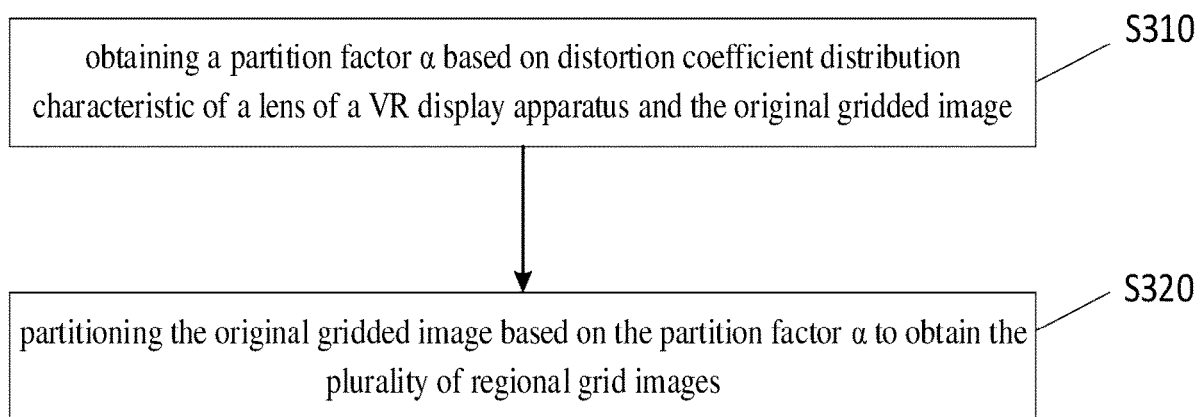 S310
obtaining a partition factor α based on distortion coefficient distribution
characteristic of a lens of a VR display apparatus and the original gridded image
S320
partitioning the original gridded image based on the partition factor α to obtain the
plurality of regional grid images